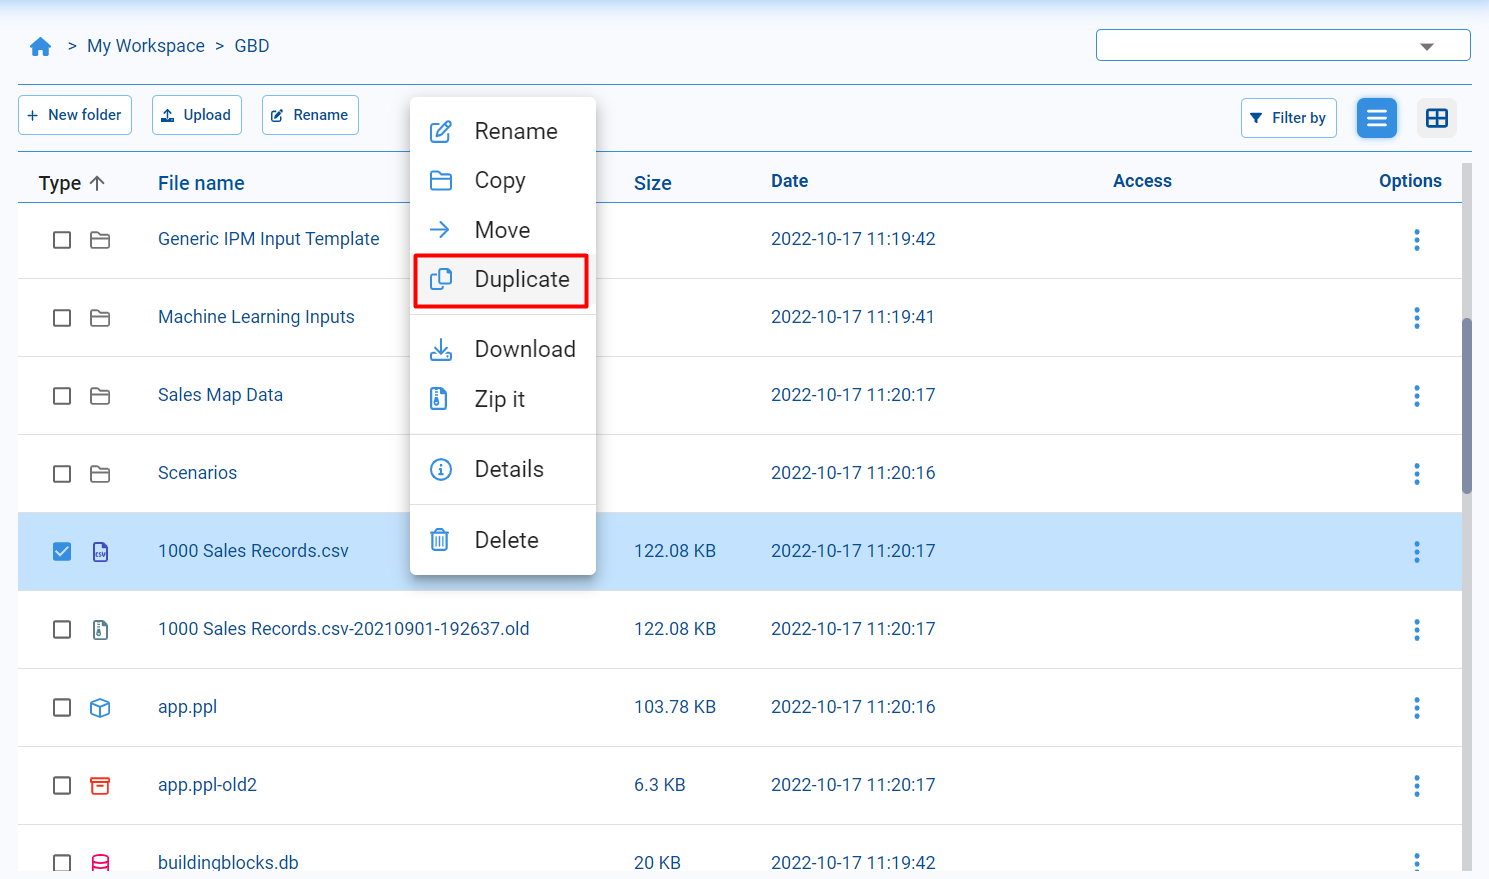 > My Workspace > GBD
+ New folder Upload Rename Filter by
Rename
Copy
Move
Duplicate
Download
Zip it
Details
Delete
Type File name Size Date Access Options
Generic IPM Input Template 2022-10-17 11:19:42
Machine Learning Inputs 2022-10-17 11:19:41
Sales Map Data 2022-10-17 11:20:17
Scenarios 2022-10-17 11:20:16
CSV 1000 Sales Records.csv 122.08 KB 2022-10-17 11:20:17
1000 Sales Records.csv-20210901-192637.old 122.08 KB 2022-10-17 11:20:17
app.ppl 103.78 KB 2022-10-17 11:20:16
app.ppl-old2 6.3 KB 2022-10-17 11:20:17
buildingblocks.db 20 KB 2022-10-17 11:19:42